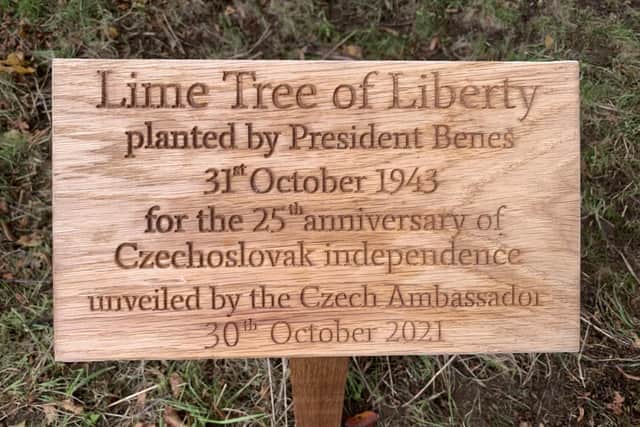 Lime Tree of Liberty
planted by President Beneš
31st October 1943
for the 25th anniversary of
Czechoslovak independence
unveiled by the Czech Ambassador
30th October 2021